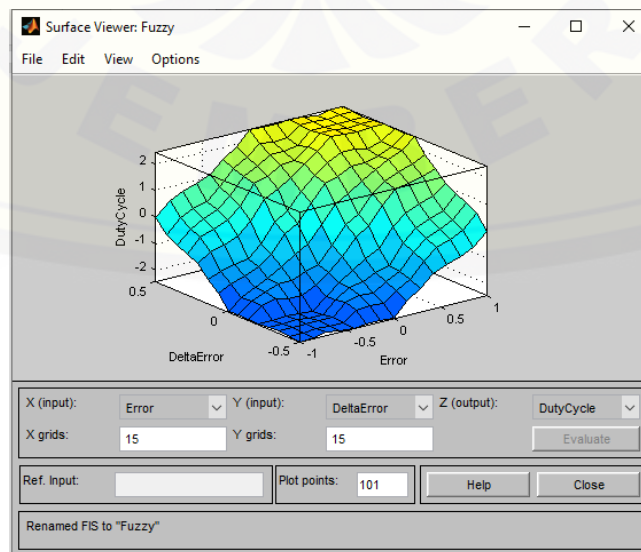 Surface Viewer: Fuzzy
File Edit View Options
2
1
0
-1
-2
DutyCycle
0.5
0
-0.5
DeltaError
-1
-0.5
0
0.5
1
Error
X (input): Error Y (input): DeltaError Z (output): DutyCycle
X grids: 15 Y grids: 15 Evaluate
Ref. Input: Plot points: 101 Help Close
Renamed FIS to "Fuzzy"